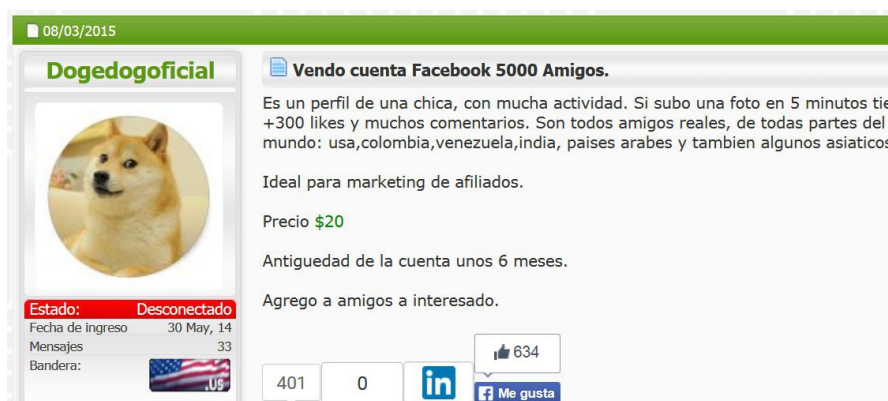 08/03/2015
Dogedogoficial
Estado: Desconectado
Fecha de ingreso 30 May, 14
Mensajes 33
Bandera:
.US
Vendo cuenta Facebook 5000 Amigos.
Es un perfil de una chica, con mucha actividad. Si subo una foto en 5 minutos
+300 likes y muchos comentarios. Son todos amigos reales, de todas partes del
mundo: usa,colombia,venezuela,india, paises arabes y tambien algunos asiaticos
Ideal para marketing de afiliados.
Precio $20
Antiguedad de la cuenta unos 6 meses.
Agrego a amigos a interesado.
401
0
in
634
f Me gusta